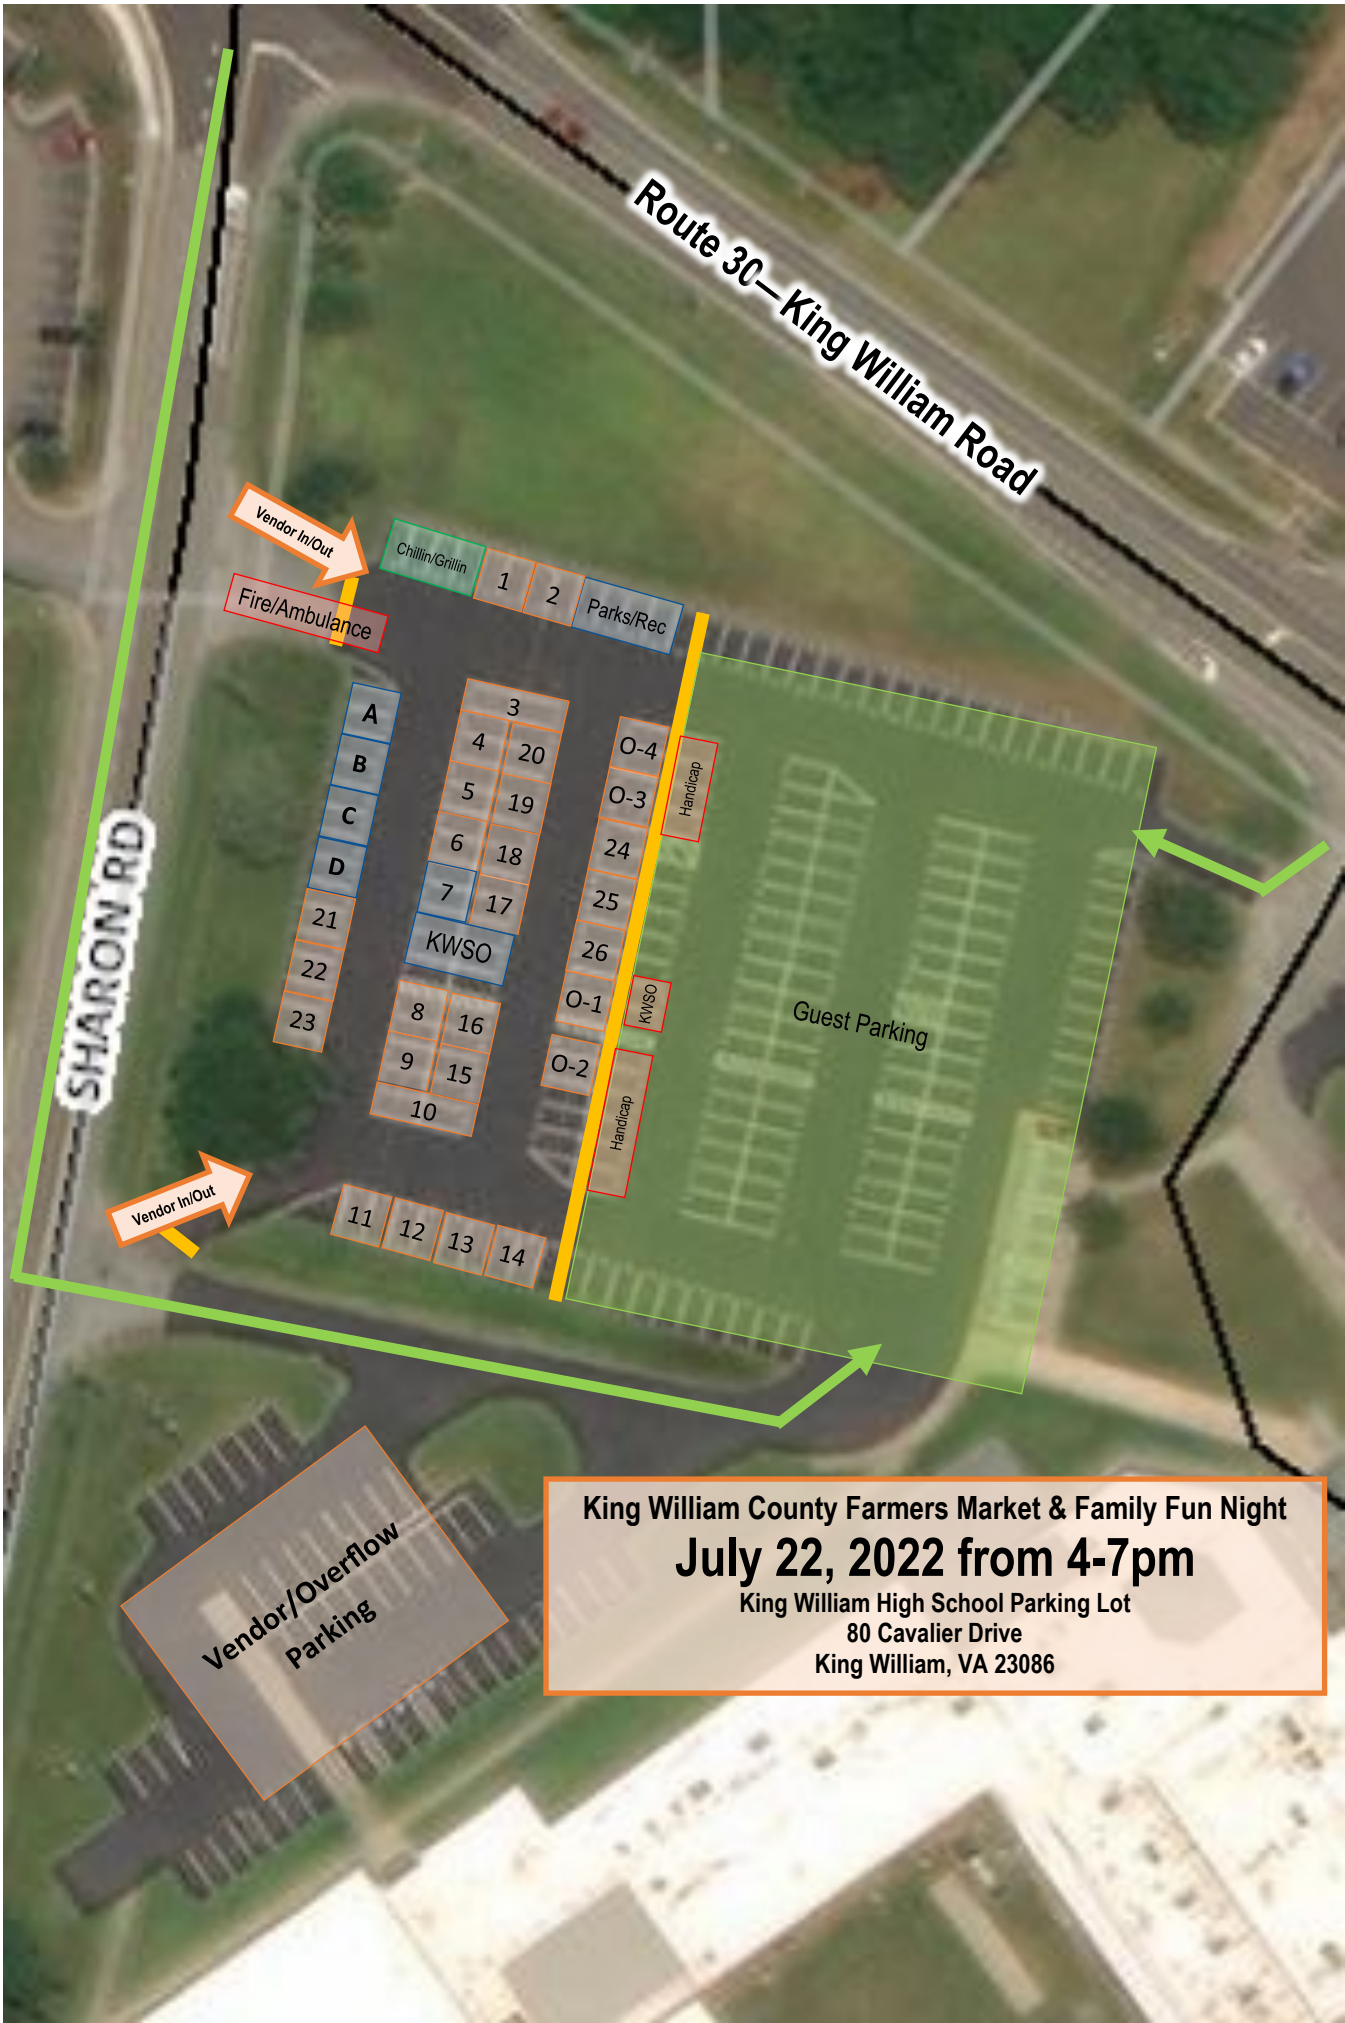 Route 30—King William Road
Vendor In/Out
Chillin/Grillin
1
2
Parks/Rec
Fire/Ambulance
A
B
C
D
21
22
23
3
4
20
5
19
6
18
7
17
KWSO
8
16
9
15
10
O-4
O-3
24
25
26
O-1
O-2
Handicap
KWSO
Handicap
Guest Parking
SHARON RD
Vendor In/Out
11
12
13
14
Vendor/Overflow
Parking
King William County Farmers Market & Family Fun Night
July 22, 2022 from 4-7pm
King William High School Parking Lot
80 Cavalier Drive
King William, VA 23086